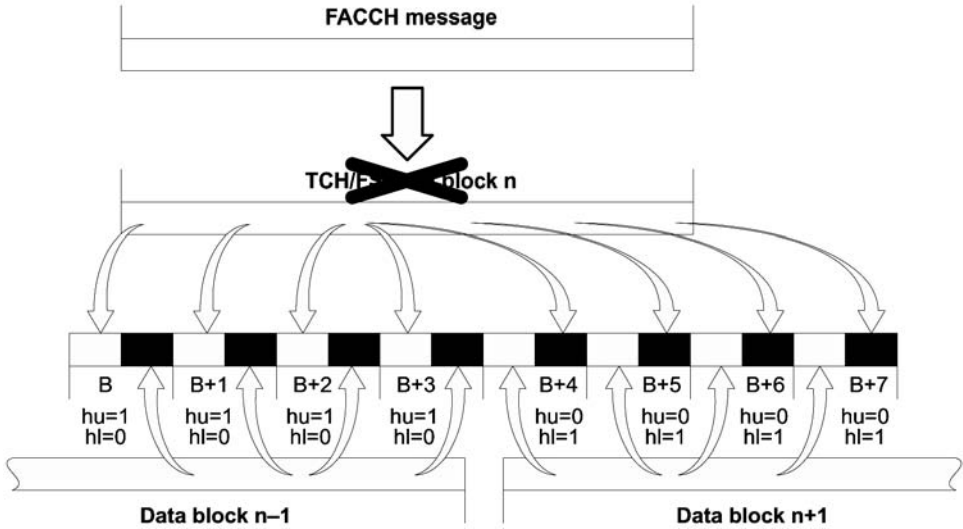 FACCH message
TCH/F block n
B B+1 B+2 B+3 B+4 B+5 B+6 B+7
hu=1 hu=1 hu=1 hu=1 hu=0 hu=0 hu=0 hu=0
hl=0 hl=0 hl=0 hl=0 hl=1 hl=1 hl=1 hl=1
Data block n–1 Data block n+1